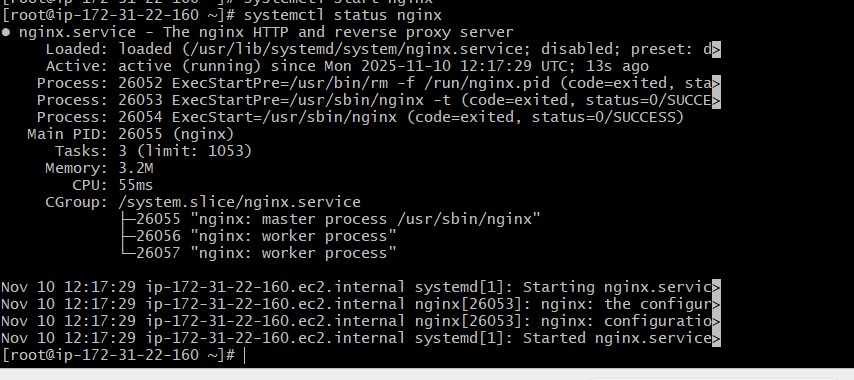 [root@ip-172-31-22-160 ~]# systemctl start nginx
[root@ip-172-31-22-160 ~]# systemctl status nginx
● nginx.service - The nginx HTTP and reverse proxy server
     Loaded: loaded (/usr/lib/systemd/system/nginx.service; disabled; preset: d>
     Active: active (running) since Mon 2025-11-10 12:17:29 UTC; 13s ago
    Process: 26052 ExecStartPre=/usr/bin/rm -f /run/nginx.pid (code=exited, sta>
    Process: 26053 ExecStartPre=/usr/sbin/nginx -t (code=exited, status=0/SUCCE>
    Process: 26054 ExecStart=/usr/sbin/nginx (code=exited, status=0/SUCCESS)
   Main PID: 26055 (nginx)
      Tasks: 3 (limit: 1053)
     Memory: 3.2M
        CPU: 55ms
     CGroup: /system.slice/nginx.service
             ├─26055 "nginx: master process /usr/sbin/nginx"
             ├─26056 "nginx: worker process"
             └─26057 "nginx: worker process"
Nov 10 12:17:29 ip-172-31-22-160.ec2.internal systemd[1]: Starting nginx.servic>
Nov 10 12:17:29 ip-172-31-22-160.ec2.internal nginx[26053]: nginx: the configur>
Nov 10 12:17:29 ip-172-31-22-160.ec2.internal nginx[26053]: nginx: configuratio>
Nov 10 12:17:29 ip-172-31-22-160.ec2.internal systemd[1]: Started nginx.service>
[root@ip-172-31-22-160 ~]#